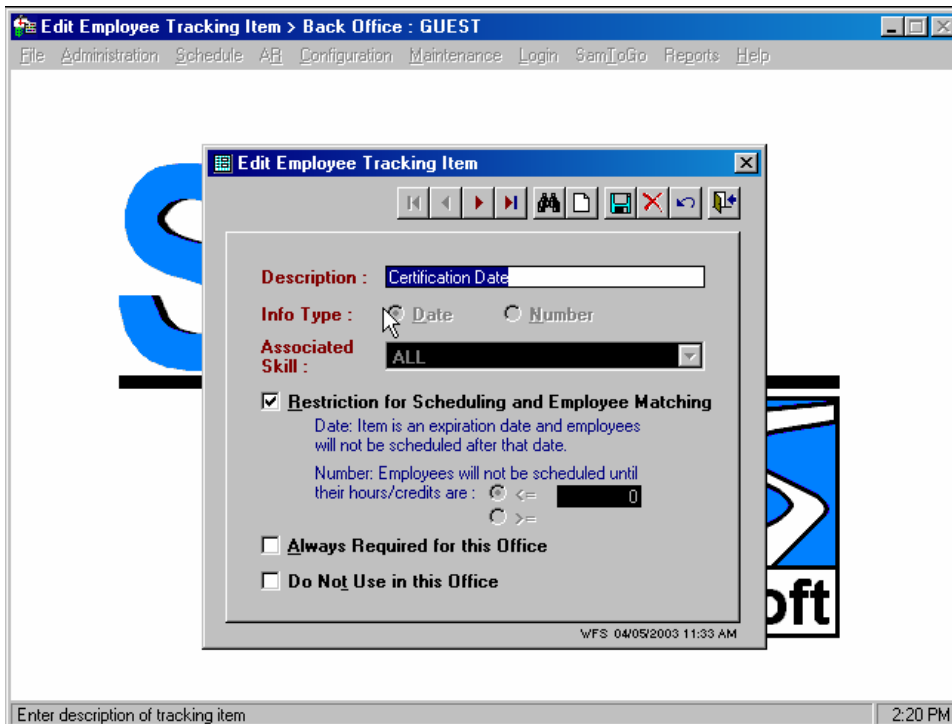 Edit Employee Tracking Item > Back Office : GUEST
File Administration Schedule AR Configuration Maintenance Login SamToGo Reports Help
Edit Employee Tracking Item
Description : Certification Date
Info Type : Date Number
Associated
Skill : ALL
Restriction for Scheduling and Employee Matching
Date: Item is an expiration date and employees
will not be scheduled after that date.
Number: Employees will not be scheduled until
their hours/credits are : <= 0
>=
Always Required for this Office
Do Not Use in this Office
WFS 04/05/2003 11:33 AM
S
oft
Enter description of tracking item 2:20 PM